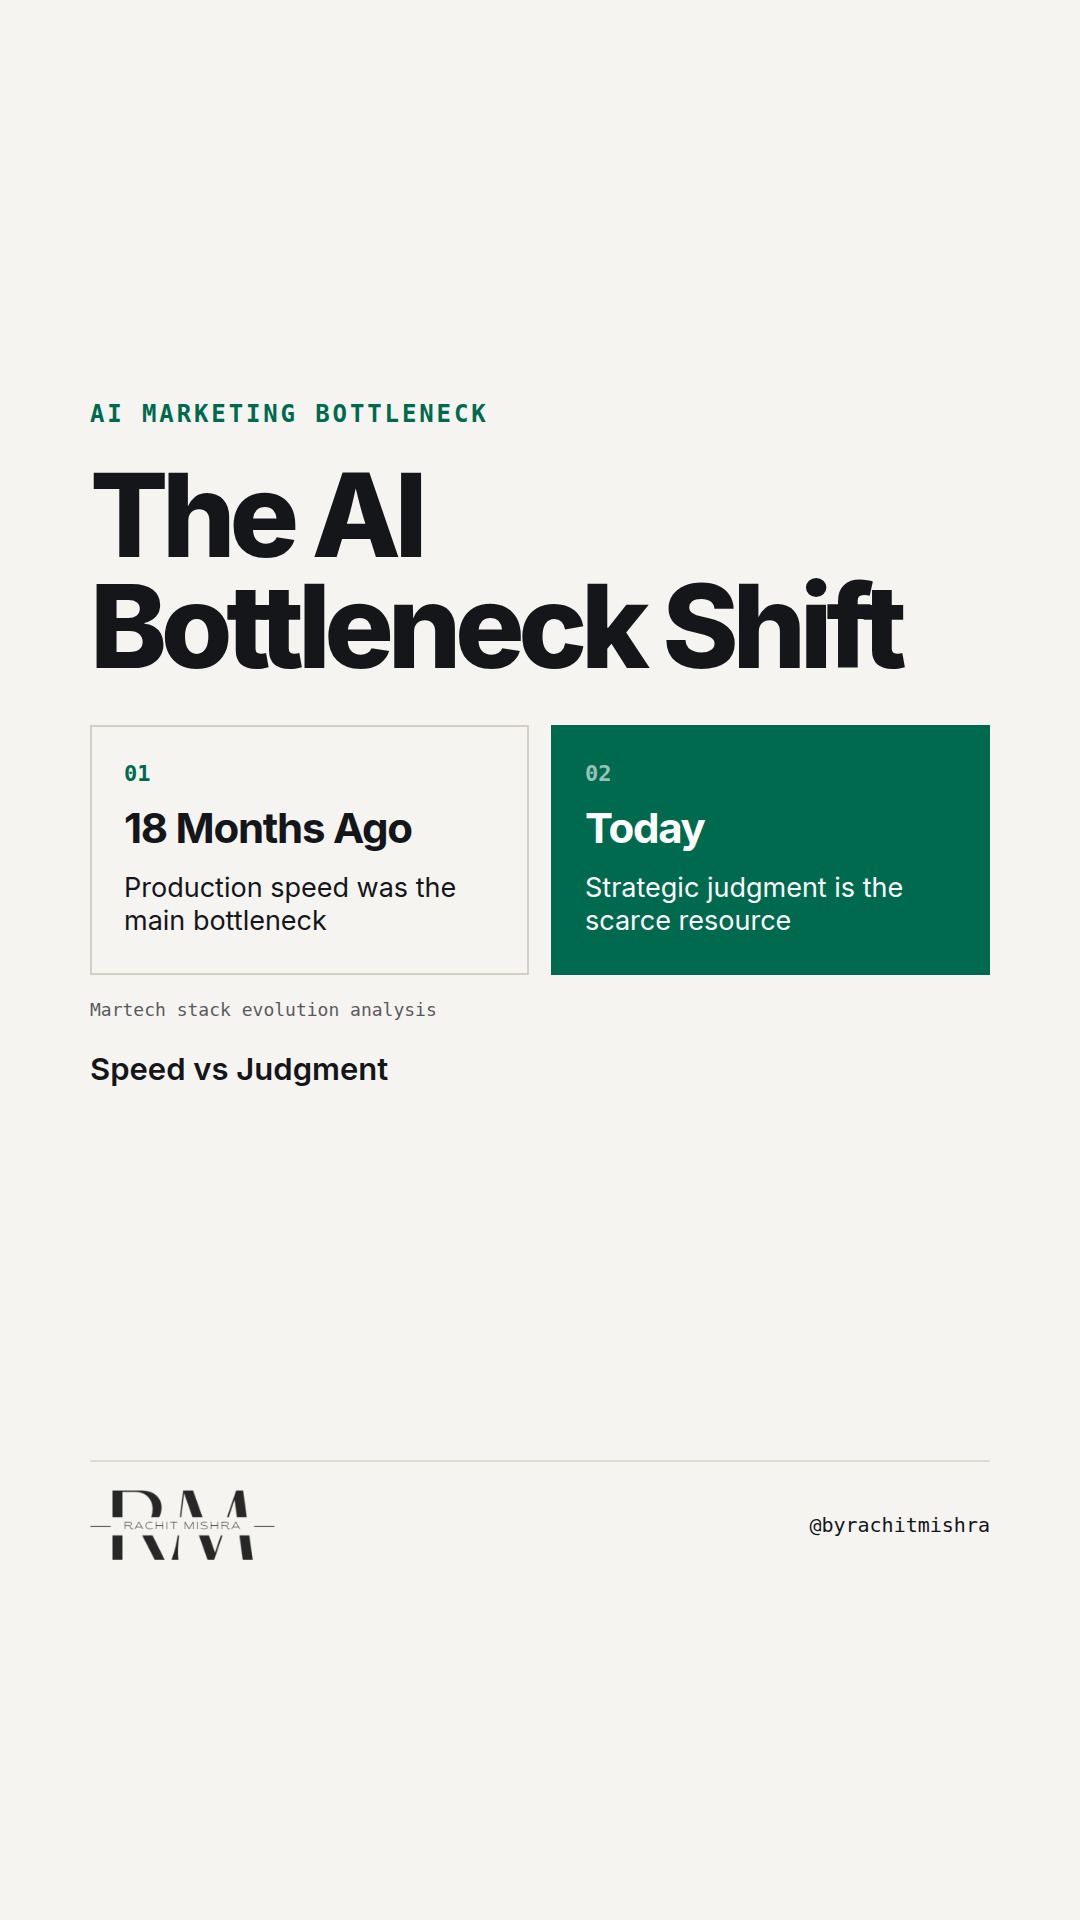 AI MARKETING BOTTLENECK
The AI
Bottleneck Shift
01
18 Months Ago
Production speed was the
main bottleneck
02
Today
Strategic judgment is the
scarce resource
Martech stack evolution analysis
Speed vs Judgment
RM
RACHIT MISHRA
@byrachitmishra